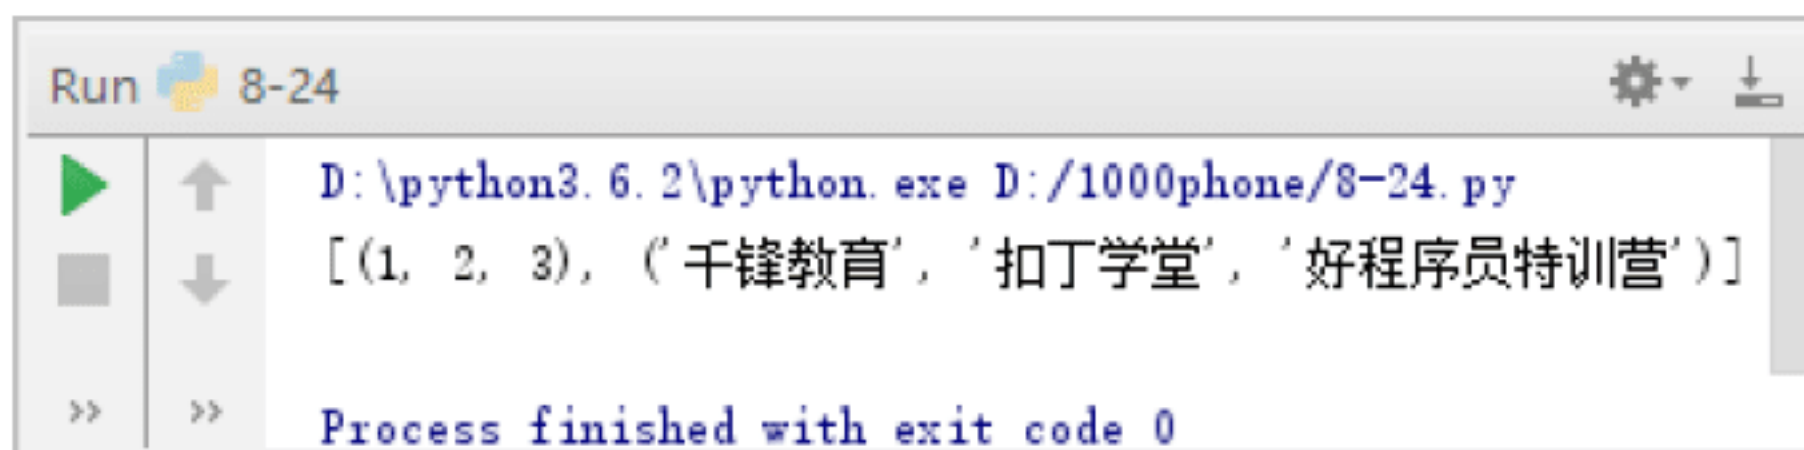 Run 8-24
D:\python3.6.2\python.exe D:/1000phone/8-24.py
[(1, 2, 3), ('千锋教育', '扣丁学堂', '好程序员特训营')]
Process finished with exit code 0